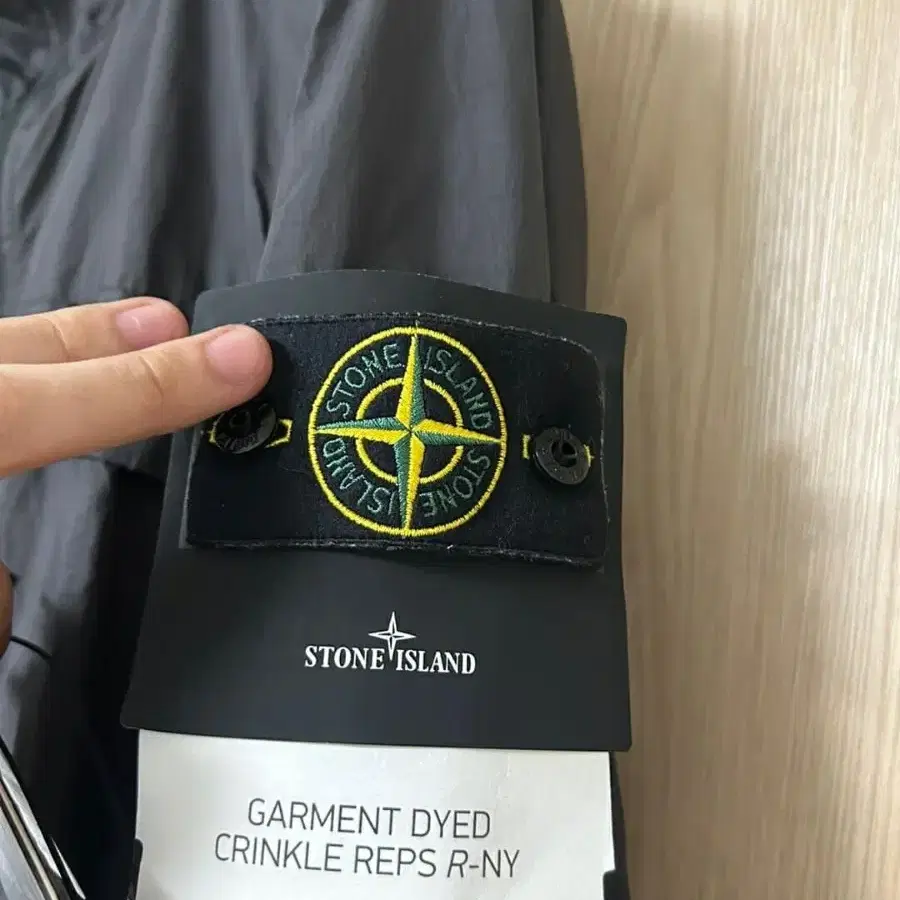 STONE ISLAND STONE ISLAND
STONE ISLAND
GARMENT DYED
CRINKLE REPS R-NY